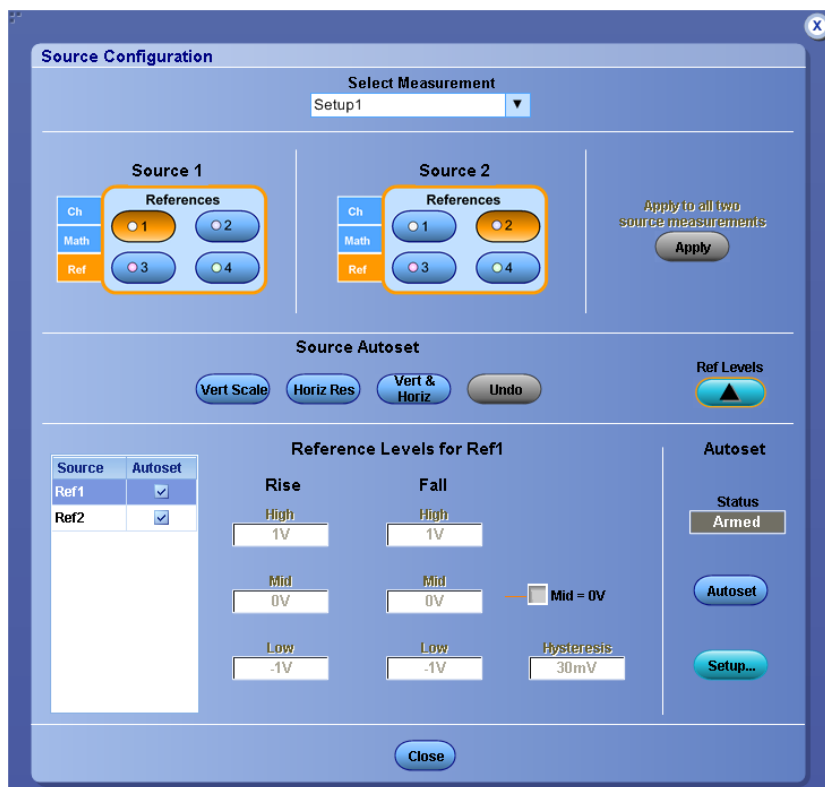 X
Source Configuration
Select Measurement
Setup1
Source 1
Ch
Math
Ref
References
1
2
3
4
Source 2
Ch
Math
Ref
References
1
2
3
4
Apply to all two
source measurements
Apply
Source Autoset
Vert Scale
Horiz Res
Vert &
Horiz
Undo
Ref Levels
Source Autoset
Ref1
Ref2
Reference Levels for Ref1
Rise
High
1V
Mid
0V
Low
-1V
Fall
High
1V
Mid
0V
Low
-1V
Mid = 0V
Hysteresis
30mV
Autoset
Status
Armed
Autoset
Setup...
Close